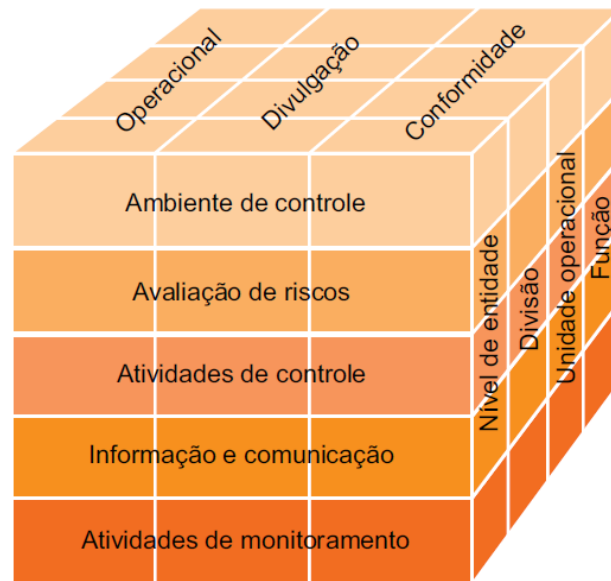 Operacional
Divulgação
Conformidade
Ambiente de controle
Avaliação de riscos
Atividades de controle
Informação e comunicação
Atividades de monitoramento
Nível de entidade
Divisão
Unidade operacional
Função